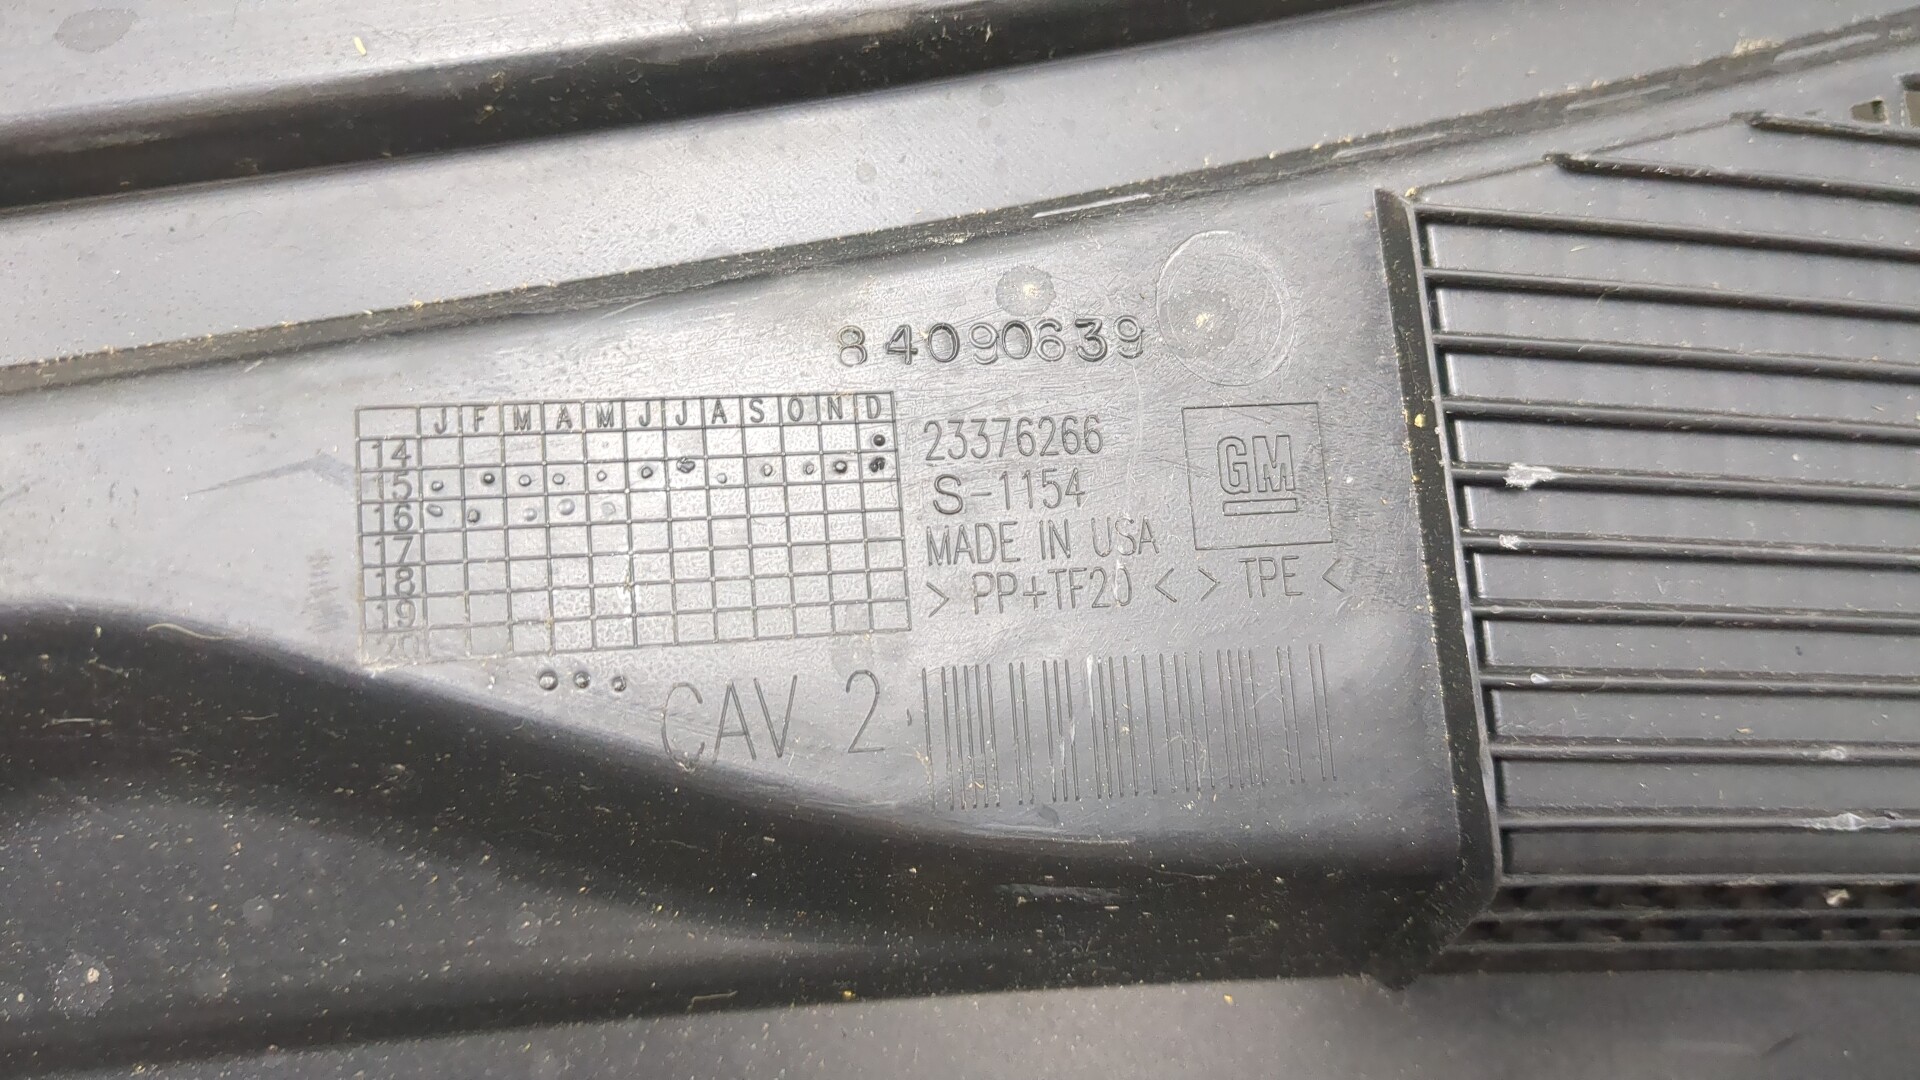 84090639
J F M A M J J A S O N D
14
15
16
17
18
19
20
23376266
S-1154
MADE IN USA
> PP+TF20 < > TPE <
GM
CAV 2